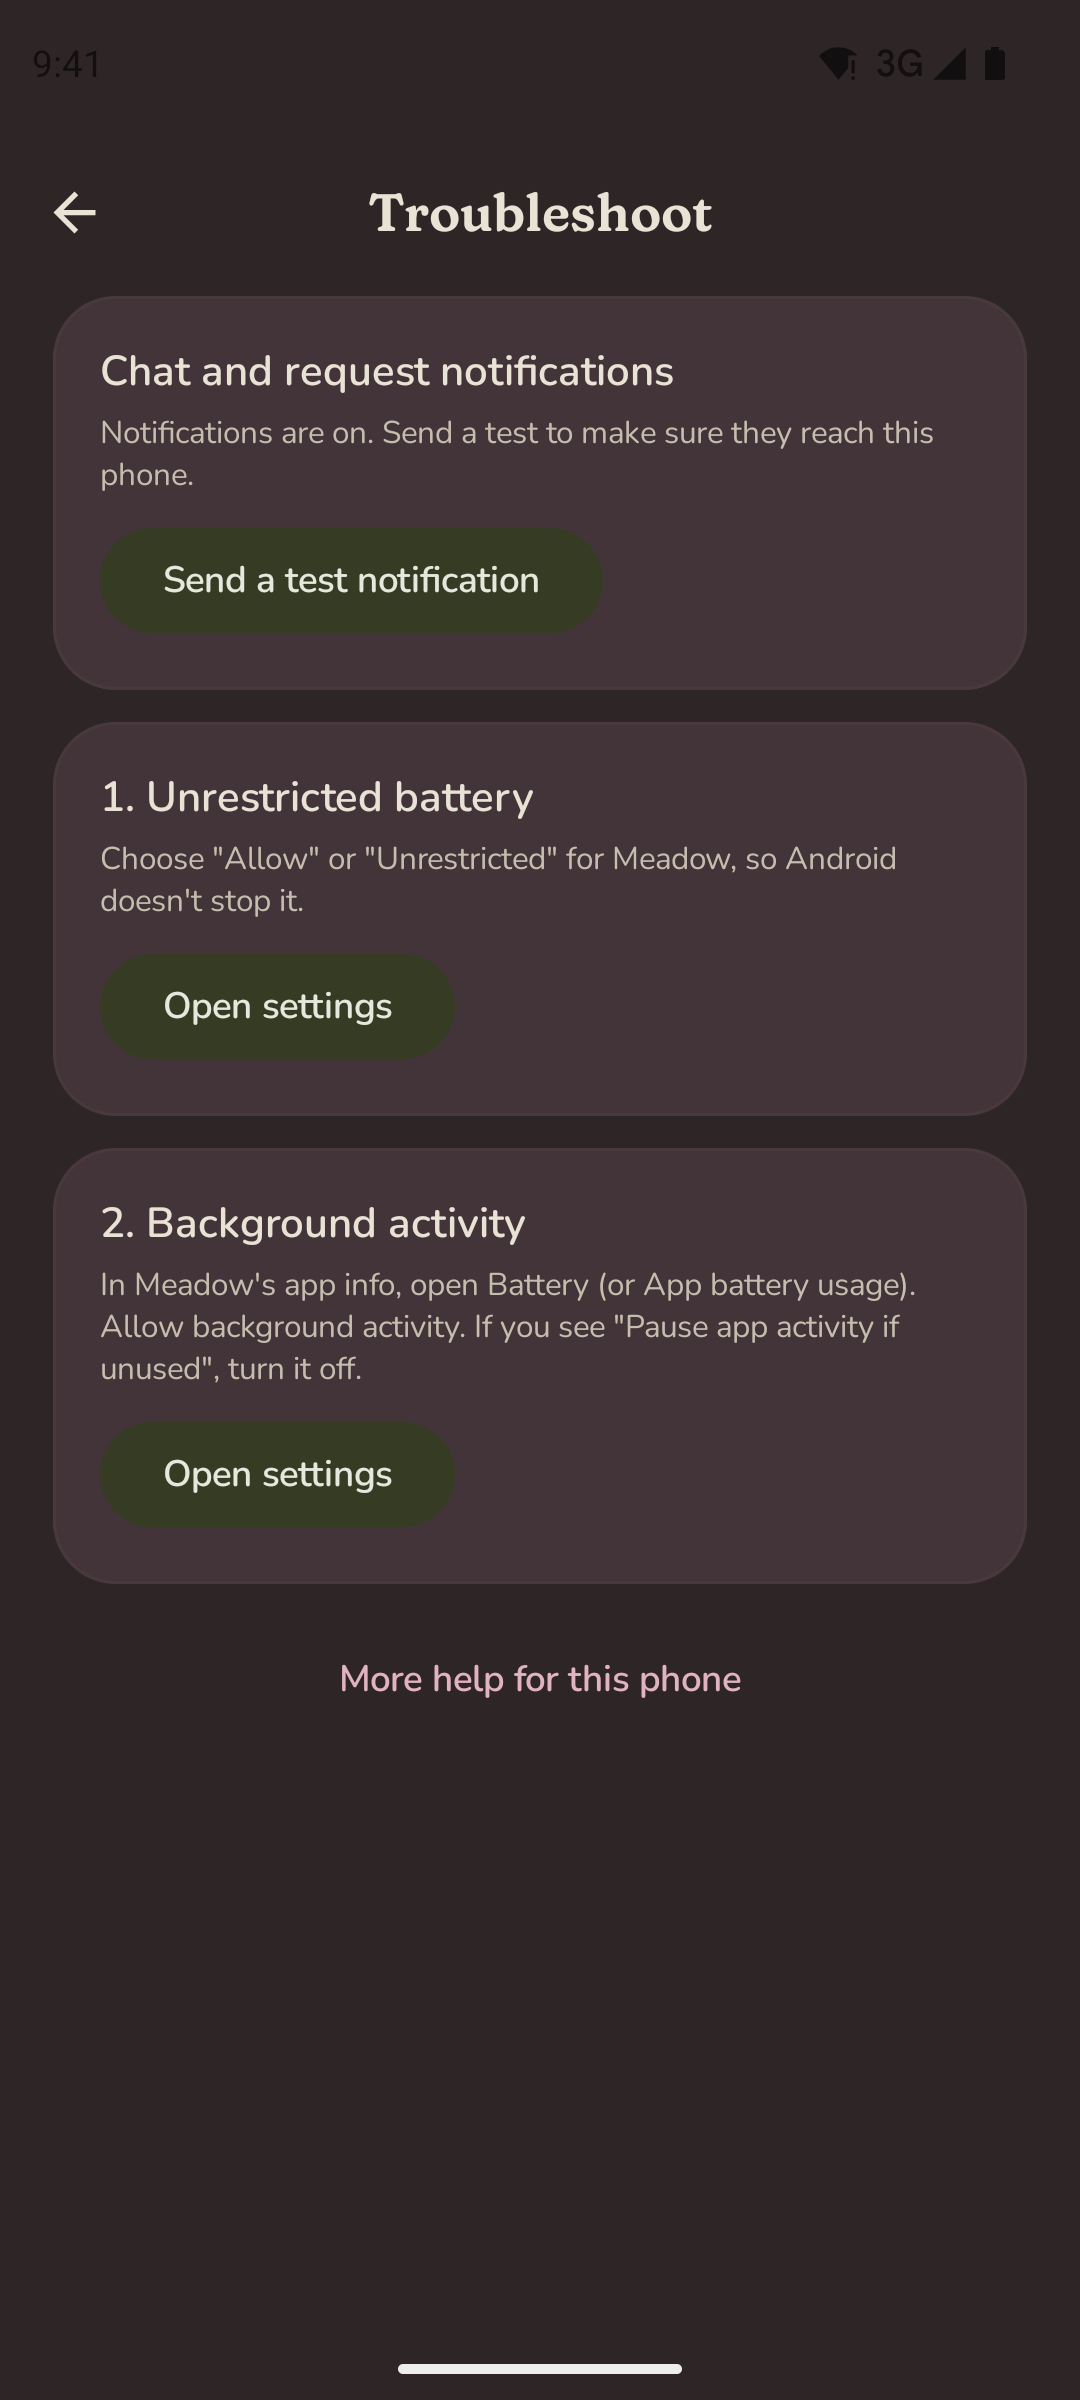 9:41
3G
Troubleshoot
Chat and request notifications
Notifications are on. Send a test to make sure they reach this
phone.
Send a test notification
1. Unrestricted battery
Choose "Allow" or "Unrestricted" for Meadow, so Android
doesn't stop it.
Open settings
2. Background activity
In Meadow's app info, open Battery (or App battery usage).
Allow background activity. If you see "Pause app activity if
unused", turn it off.
Open settings
More help for this phone